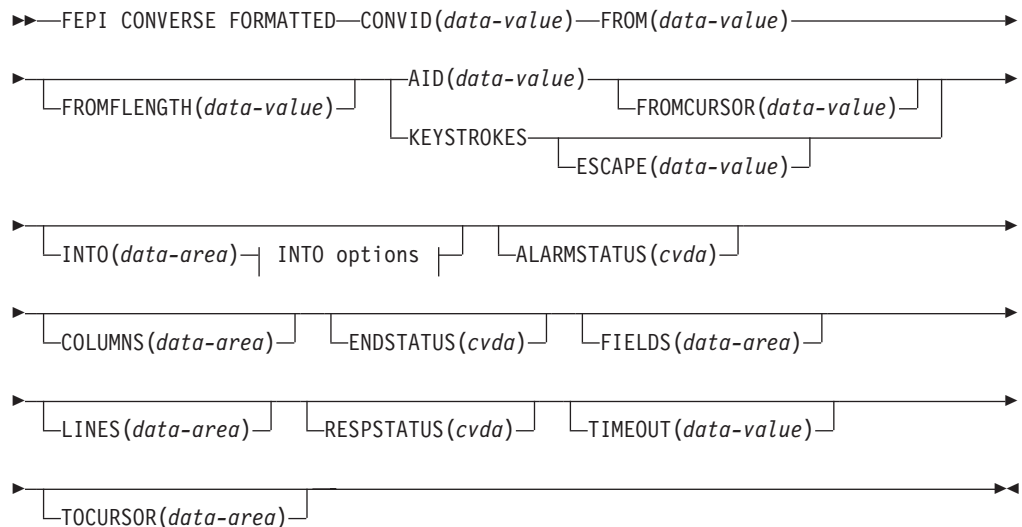 FEPI CONVERSE FORMATTED CONVID(data-value) FROM(data-value)
FROMFLENGTH(data-value) AID(data-value) FROMCURSOR(data-value)
KEYSTROKES ESCAPE(data-value)
INTO(data-area) INTO options ALARMSTATUS(cvda)
COLUMNS(data-area) ENDSTATUS(cvda) FIELDS(data-area)
LINES(data-area) RESPSTATUS(cvda) TIMEOUT(data-value)
TOCURSOR(data-area)